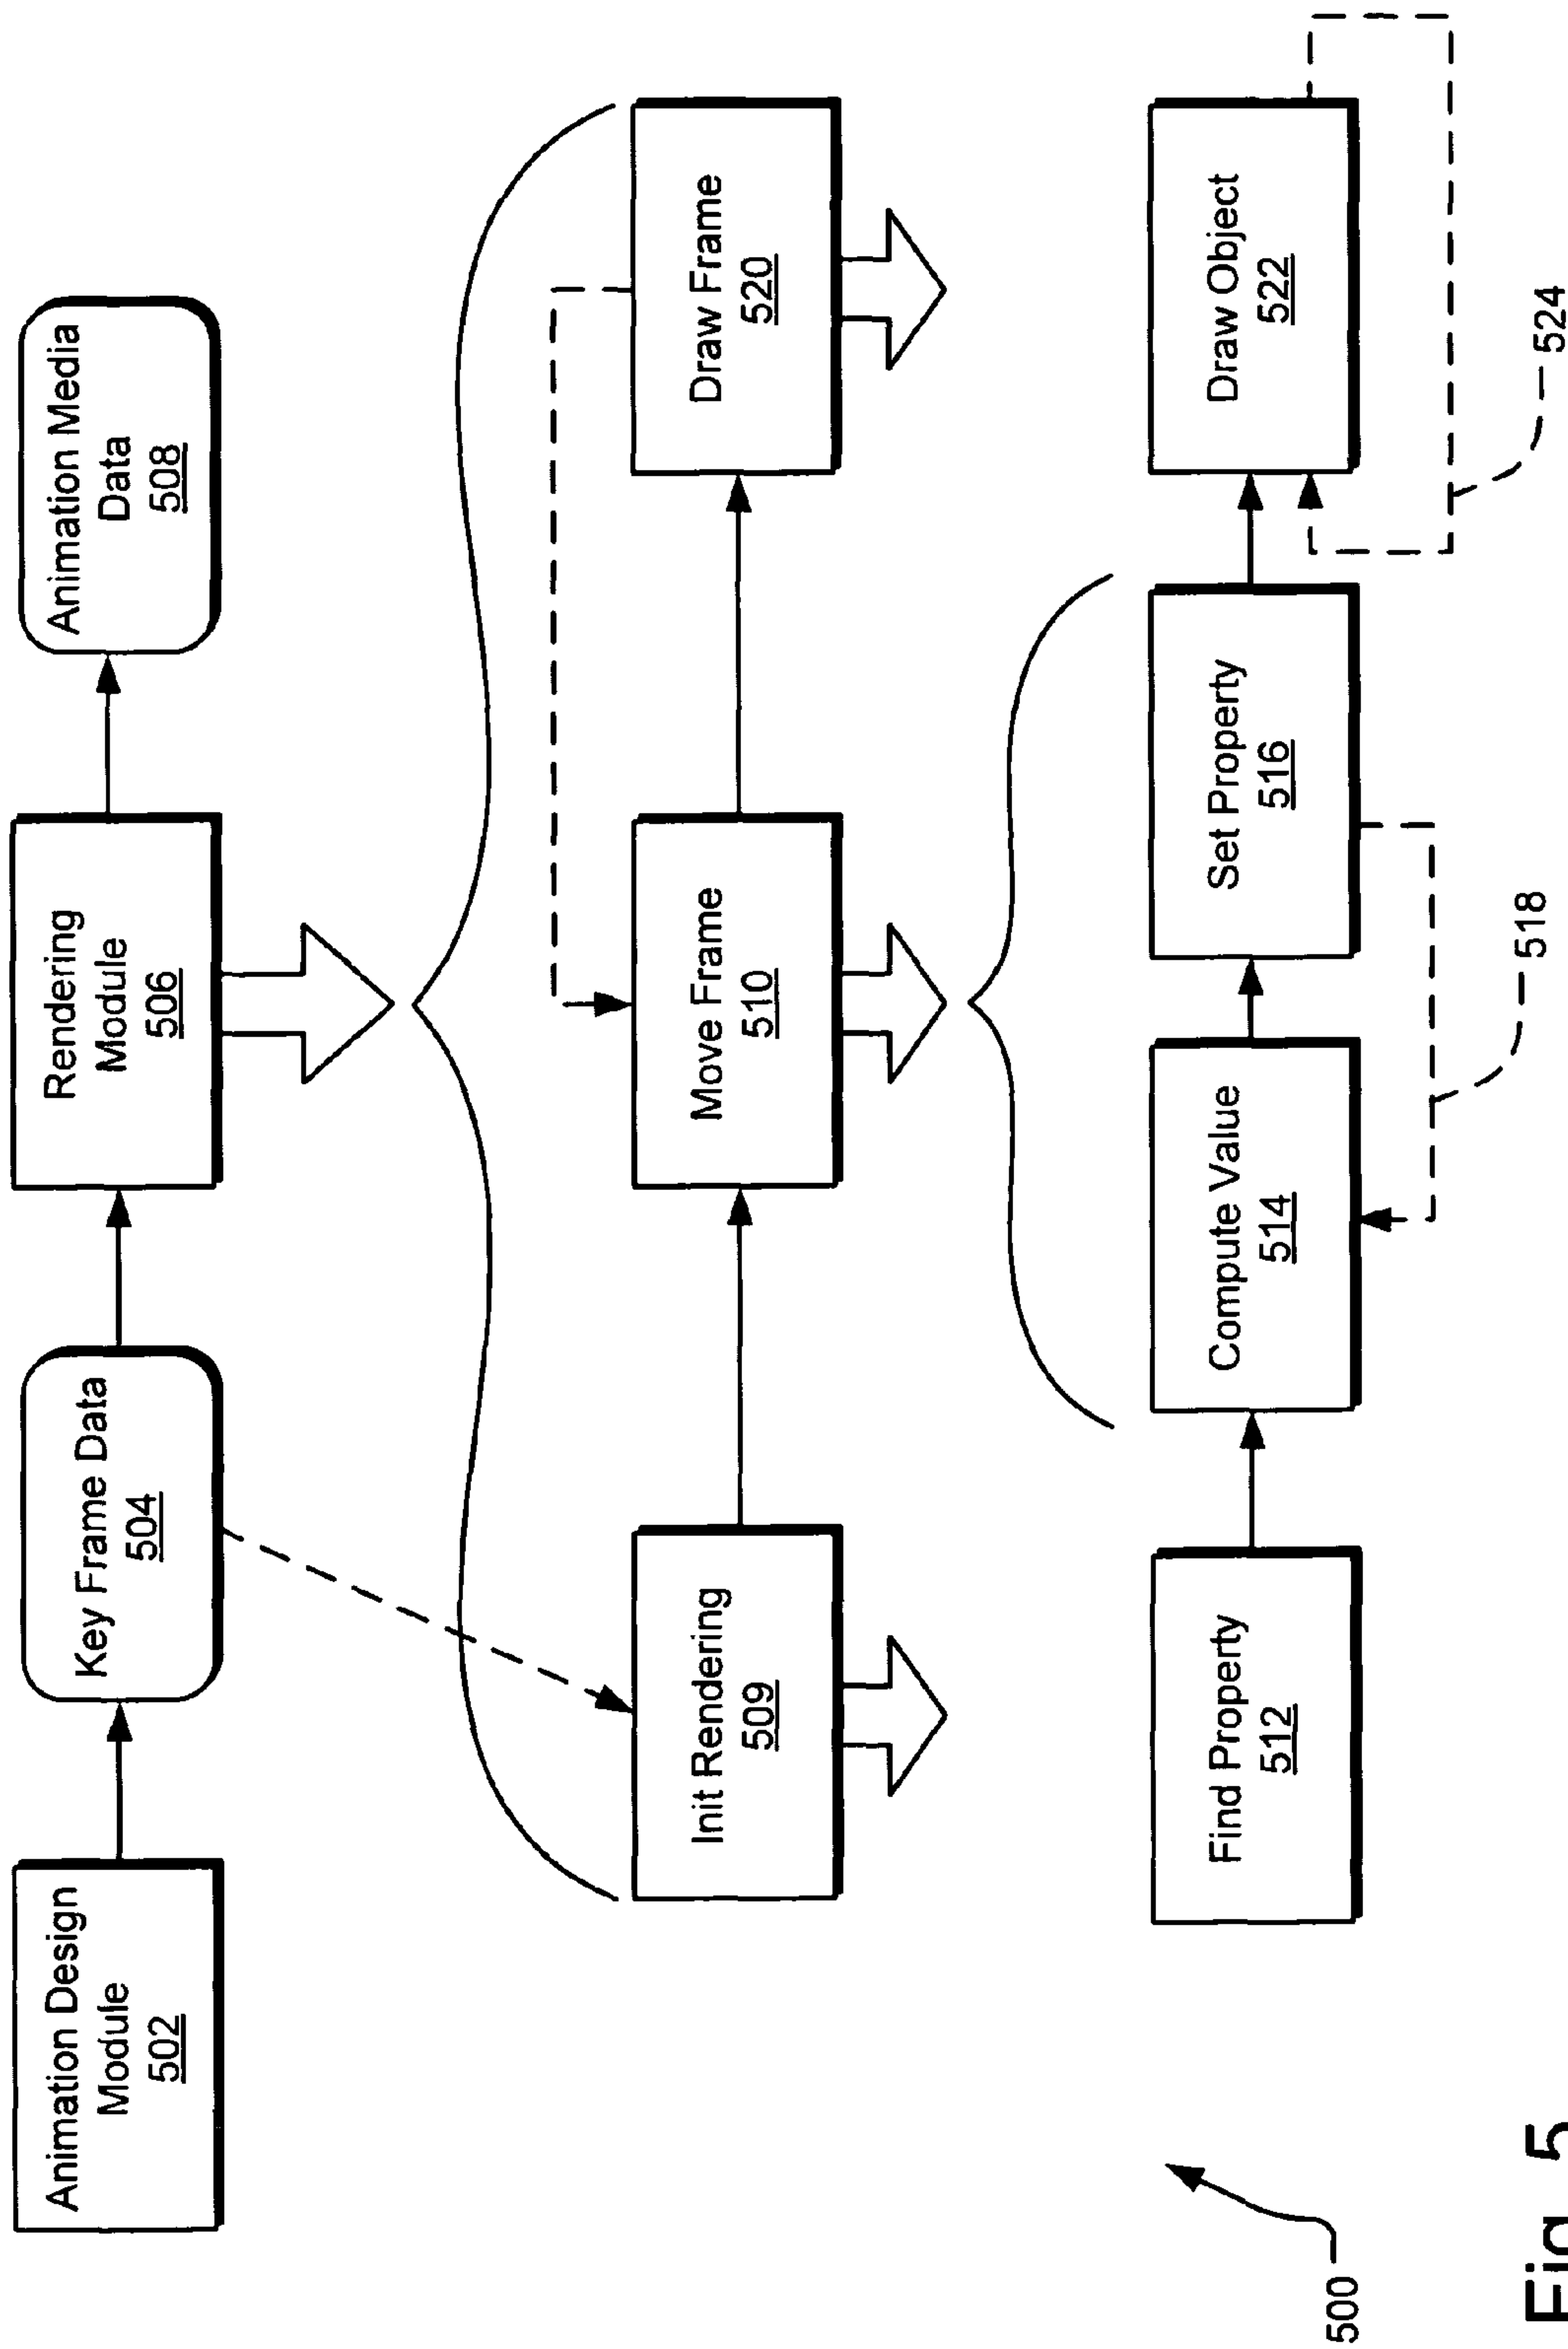 Animation Design
Module
502
Key Frame Data
504
Rendering
Module
506
Animation Media
Data
508
Init Rendering
509
Move Frame
510
Draw Frame
520
Find Property
512
Compute Value
514
Set Property
516
Draw Object
522
518
524
500
Fig. 5